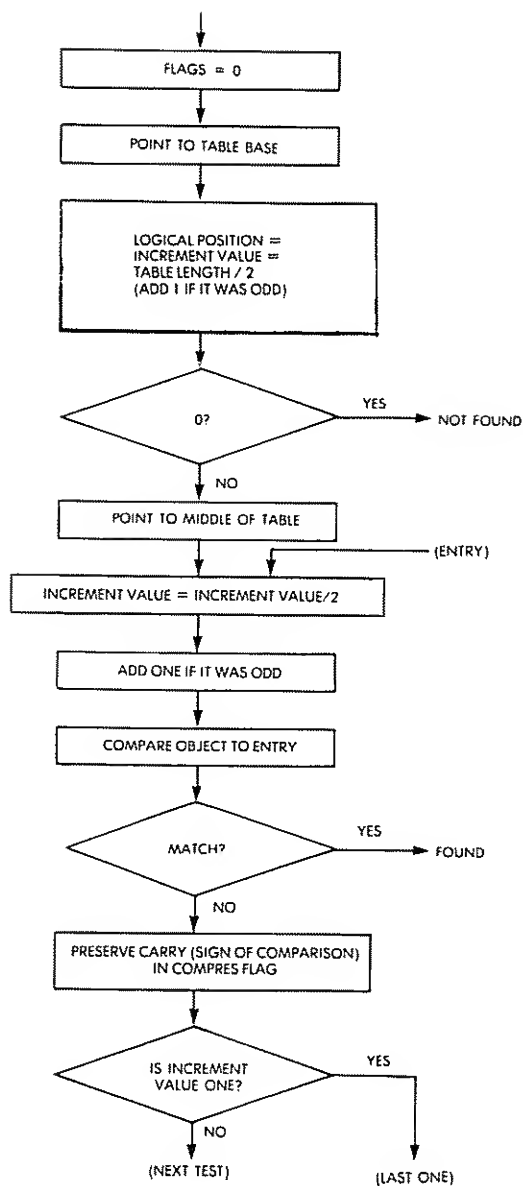 FLAGS = 0
POINT TO TABLE BASE
LOGICAL POSITION =
INCREMENT VALUE =
TABLE LENGTH / 2
(ADD 1 IF IT WAS ODD)
0?
YES
NOT FOUND
NO
POINT TO MIDDLE OF TABLE
(ENTRY)
INCREMENT VALUE = INCREMENT VALUE/2
ADD ONE IF IT WAS ODD
COMPARE OBJECT TO ENTRY
MATCH?
YES
FOUND
NO
PRESERVE CARRY (SIGN OF COMPARISON)
IN COMPRES FLAG
IS INCREMENT
VALUE ONE?
YES
NO
(NEXT TEST)
(LAST ONE)